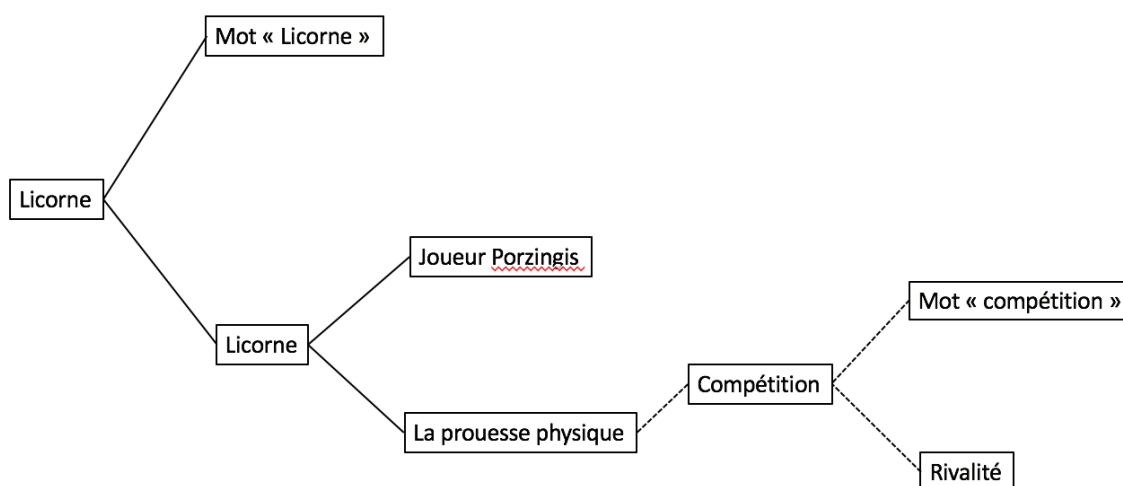 Mot « Licorne »
Licorne
Joueur Porzingis
Mot « compétition »
Licorne
Compétition
La prouesse physique
Rivalité